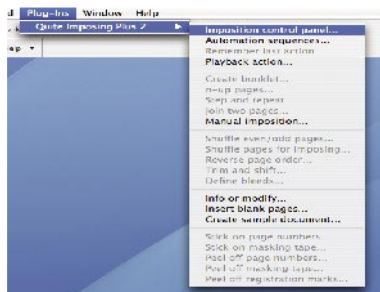 Plug-Ins Window Help
Quite Imposing Plus 2
Imposition control panel...
Automation sequences...
Remember last action
Playback action...
Create booklet...
n-up pages...
Step and repeat
Join two pages...
Manual imposition...
Shuffle even/odd pages...
Shuffle pages for imposing...
Reverse page order...
Trim and shift...
Define bleeds...
Info or modify...
Insert blank pages...
Create sample document...
Stick on page numbers
Stick on masking tape...
Peel off page numbers...
Peel off masking tape...
Peel off registration marks...